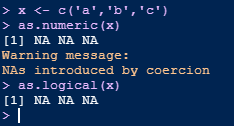 > x <- c('a','b','c')
> as.numeric(x)
[1] NA NA NA
Warning message:
NAs introduced by coercion
> as.logical(x)
[1] NA NA NA
>